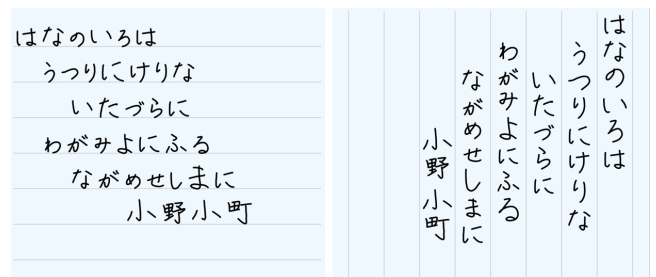 はなのいろは
うつりにけりな
いたづらに
わがみよにふる
ながめせしまに
小野小町
はなのいろは
うつりにけりな
いたづらに
わがみよにふる
ながめせしまに
小野小町